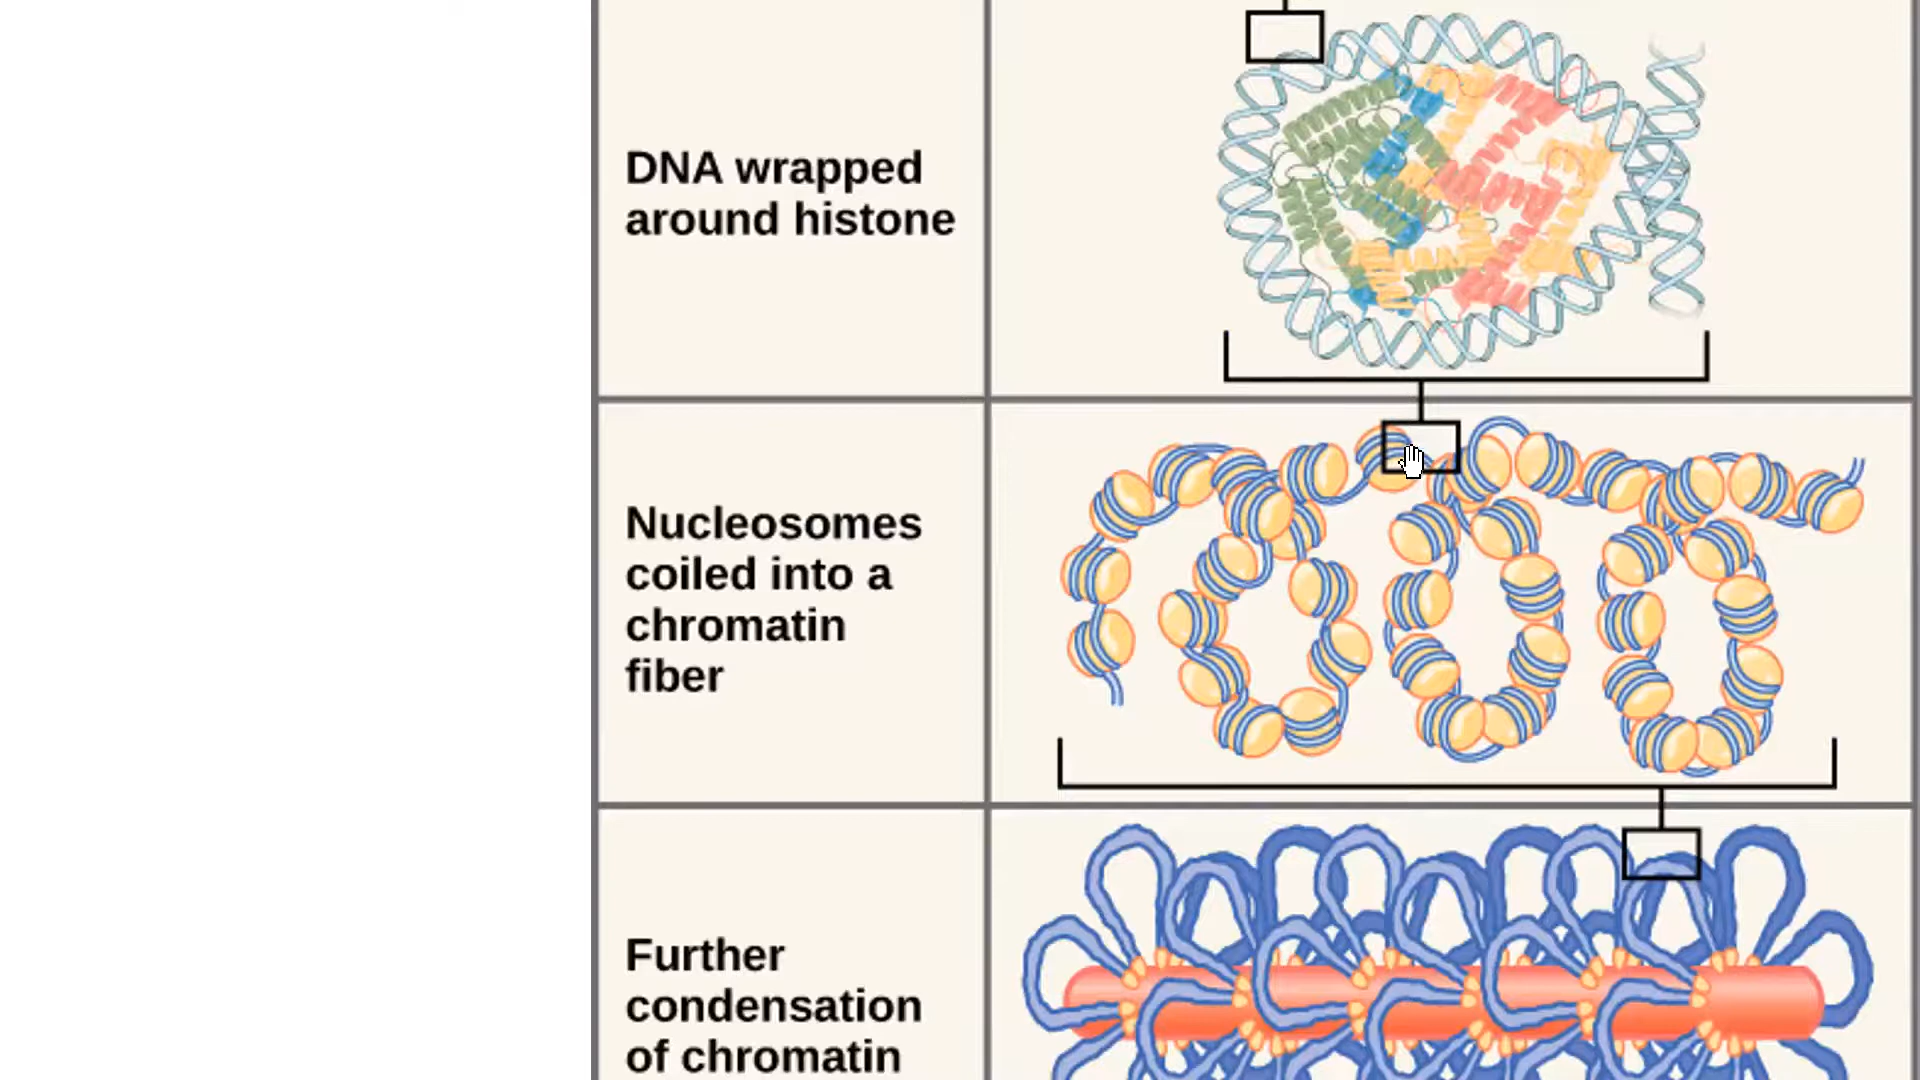 DNA wrapped
around histone
Nucleosomes
coiled into a
chromatin
fiber
Further
condensation
of chromatin